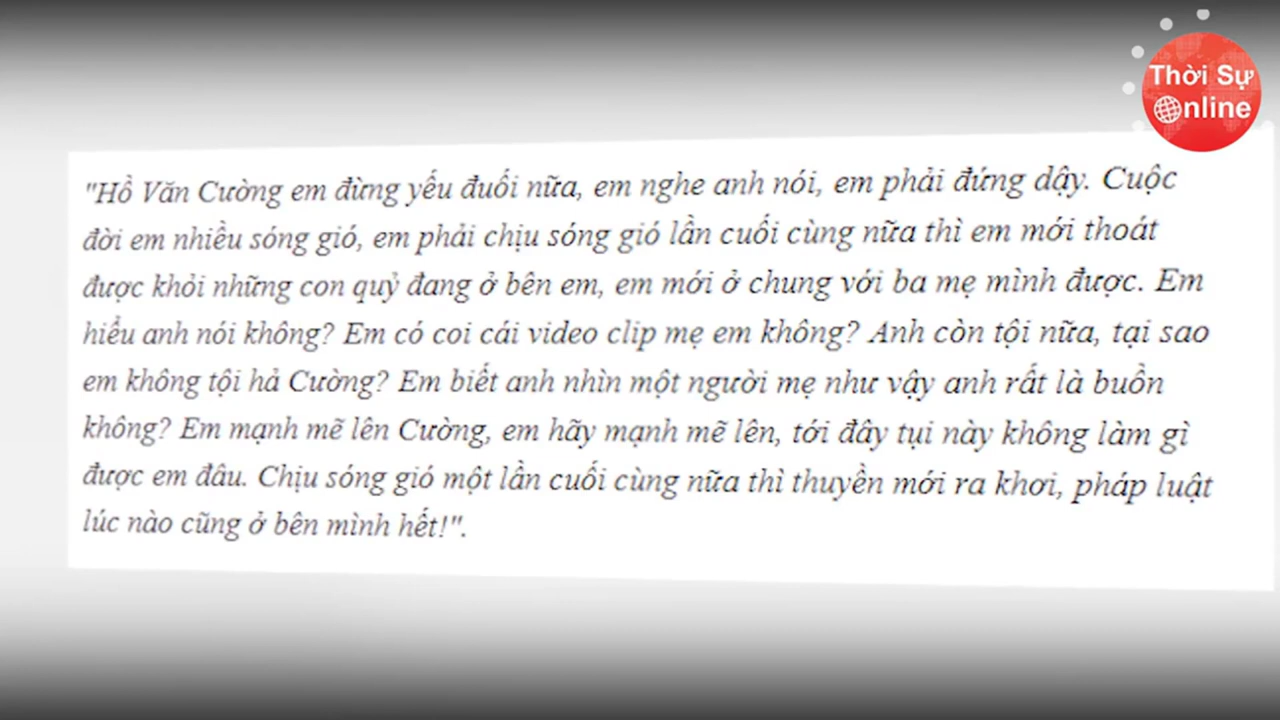 Thời Sự
Online
"Hồ Văn Cường em đừng yếu đuối nữa, em nghe anh nói, em phải đứng dậy. Cuộc
đời em nhiều sóng gió, em phải chịu sóng gió lần cuối cùng nữa thì em mới thoát
được khỏi những con quỷ đang ở bên em, em mới ở chung với ba mẹ mình được. Em
hiểu anh nói không? Em có coi cái video clip mẹ em không? Anh còn tội nữa, tại sao
em không tội hả Cường? Em biết anh nhìn một người mẹ như vậy anh rất là buồn
không? Em mạnh mẽ lên Cường, em hãy mạnh mẽ lên, tới đây tụi này không làm gì
được em đâu. Chịu sóng gió một lần cuối cùng nữa thì thuyền mới ra khơi, pháp luật
lúc nào cũng ở bên mình hết!".